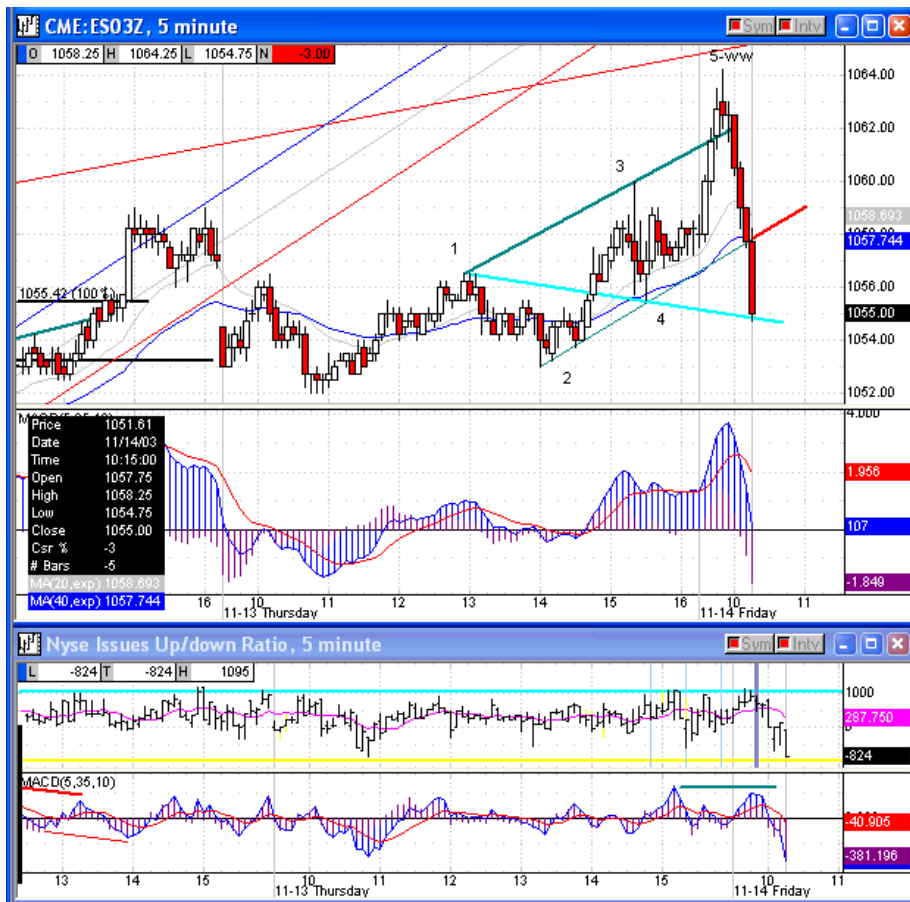 CME:ES03Z, 5 minute
Sym Intv
O 1058.25 H 1064.25 L 1054.75 N -3.00
5-ww
1064.00
1062.00
3
1060.00
1058.693
1
1057.744
1055.42 (100%)
1056.00
1055.00
4
1054.00
2
1052.00
4.000
Price 1051.61
Date 11/14/03
Time 10:15:00
Open 1057.75
High 1058.25
Low 1054.75
Close 1055.00
Csr % -3
# Bars -5
MA(20,exp) 1058.693
MA(40,exp) 1057.744
1.956
107
-1.849
16 10 11 12 13 14 15 16 10 11
11-13 Thursday 11-14 Friday
Nyse Issues Up/down Ratio, 5 minute
Sym Intv
L -824 T -824 H 1095
1000
287.750
-824
MACD(5,35,10)
-40.905
-381.196
13 14 15 10 11 12 13 14 15 10 11
11-13 Thursday 11-14 Friday